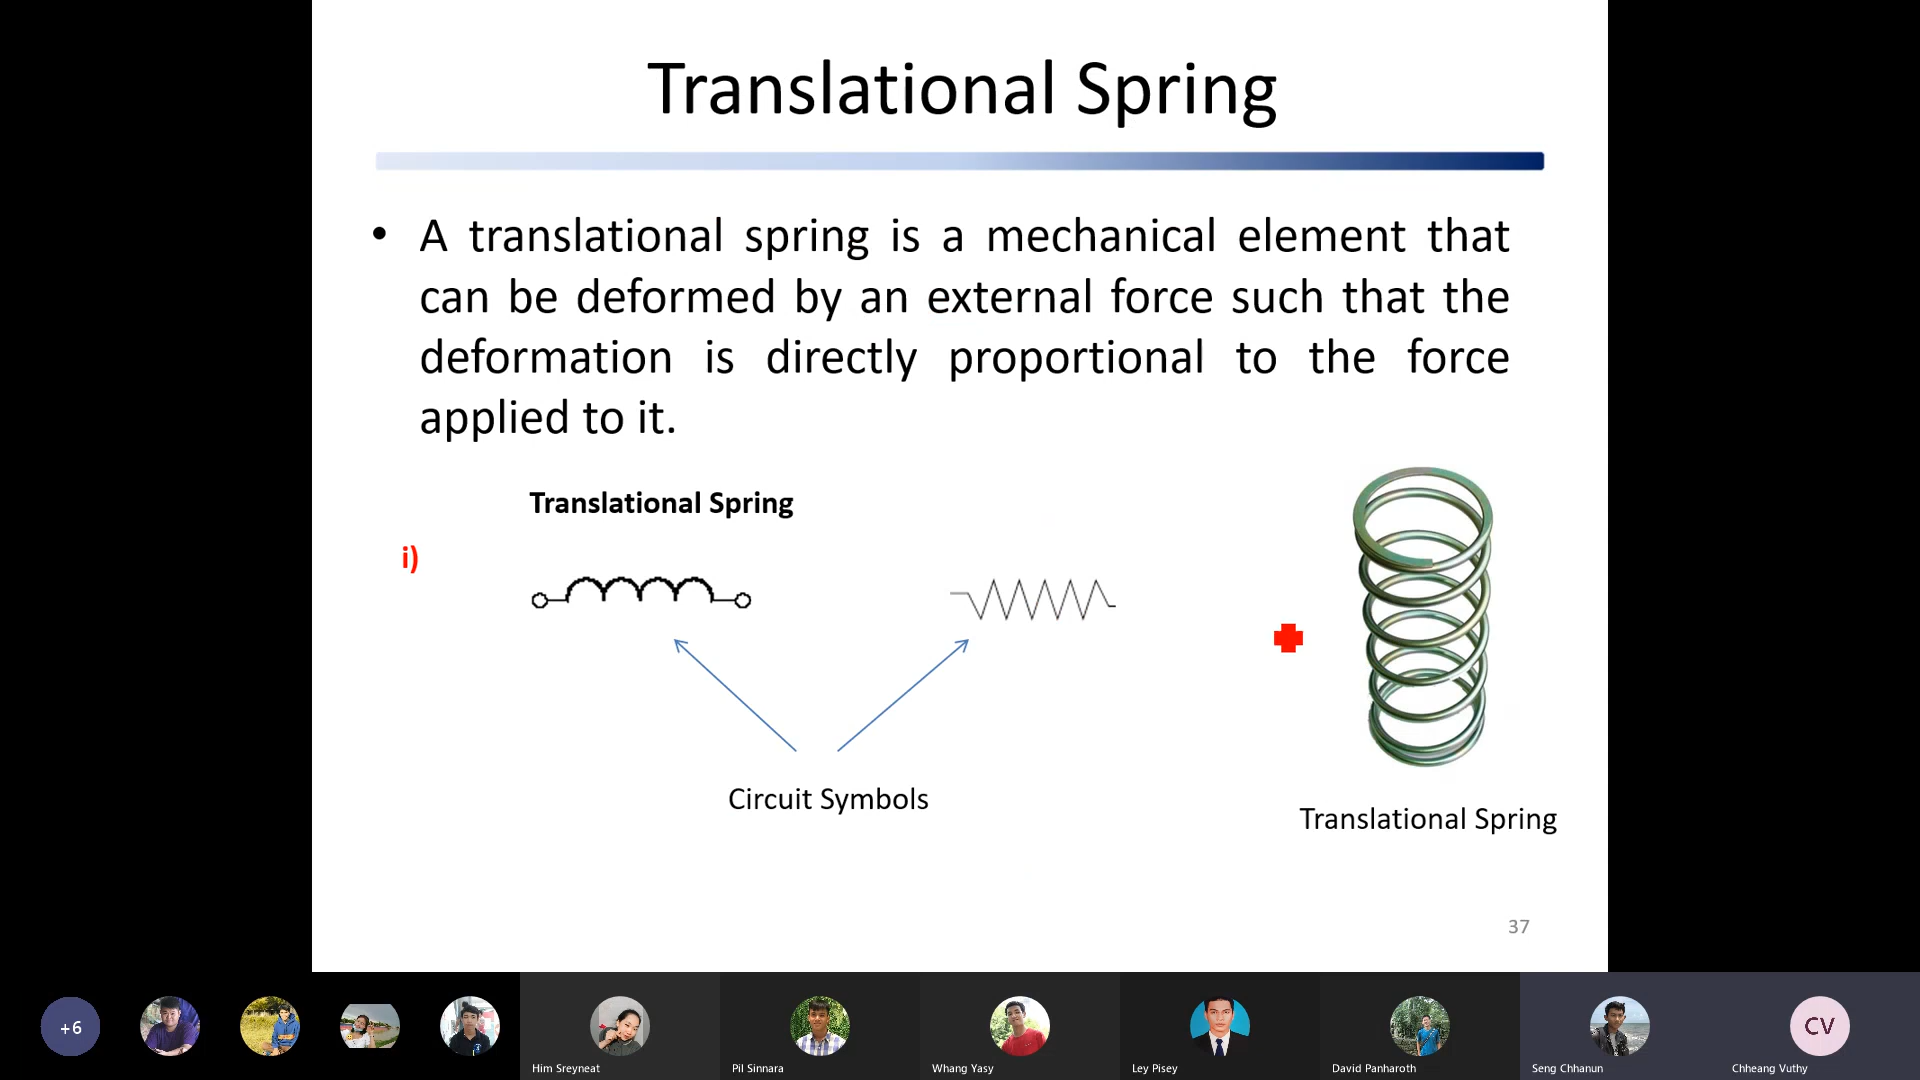 Translational Spring
• A translational spring is a mechanical element that
can be deformed by an external force such that the
deformation is directly proportional to the force
applied to it.
Translational Spring
i)
Circuit Symbols
Translational Spring
37
+6
Him Sreyneat
Pil Sinnara
Whang Yasy
Ley Pisey
David Panharoth
Seng Chhanun
CV
Chheang Vuthy